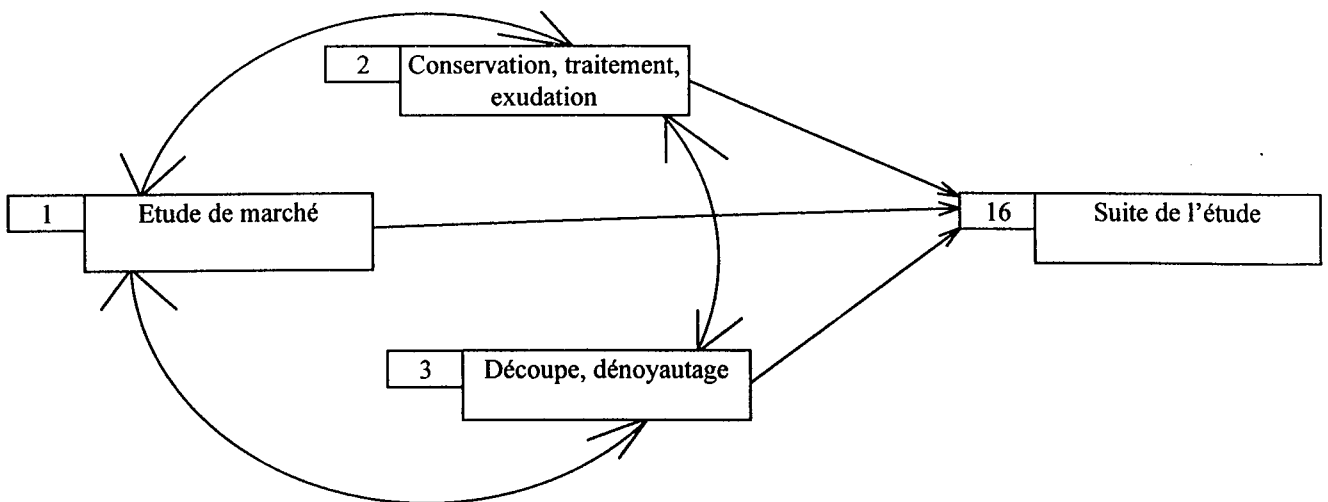 2
Conservation, traitement,
exudation
1
Etude de marché
16
Suite de l'étude
3
Découpe, dénoyautage